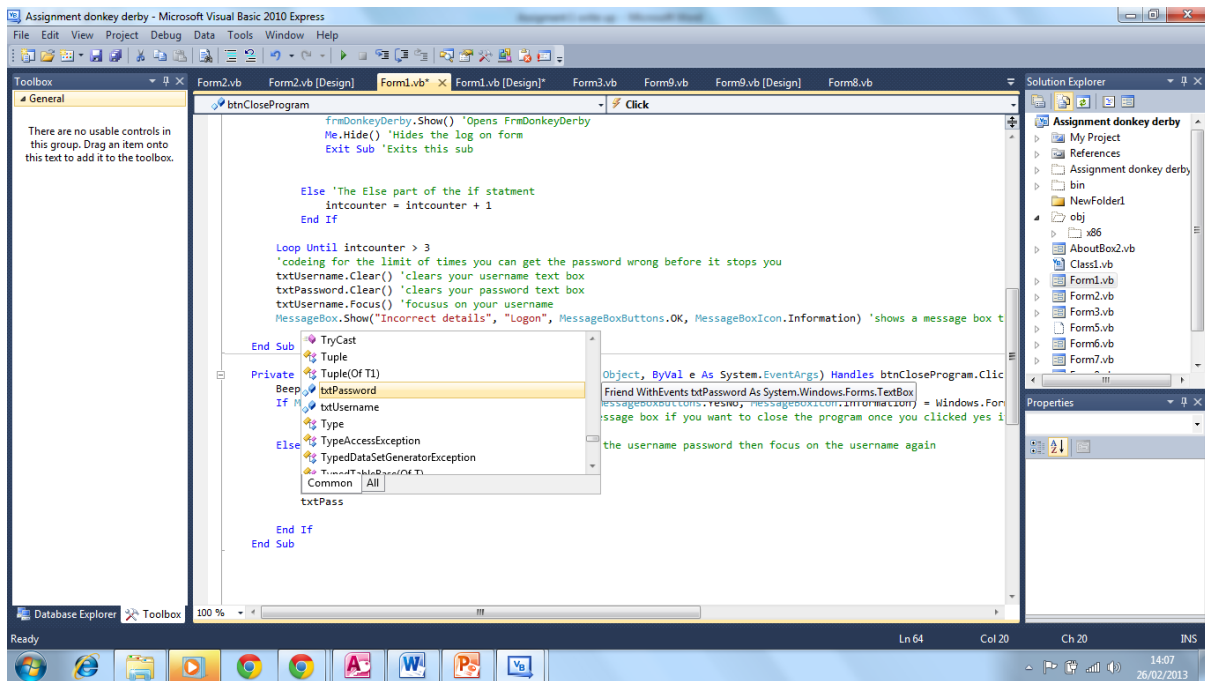 Assignment donkey derby - Microsoft Visual Basic 2010 Express
File Edit View Project Debug Data Tools Window Help
Toolbox
General
There are no usable controls in
this group. Drag an item onto
this text to add it to the toolbox.
Database Explorer Toolbox
Form2.vb Form2.vb [Design] Form1.vb* Form1.vb [Design]* Form3.vb Form9.vb Form9.vb [Design] Form8.vb
btnCloseProgram Click
frmDonkeyDerby.Show() 'Opens FrmDonkeyDerby
Me.Hide() 'Hides the log on form
Exit Sub 'Exits this sub
Else 'The Else part of the if statment
intcounter = intcounter + 1
End If
Loop Until intcounter > 3
'codeing for the limit of times you can get the password wrong before it stops you
txtUsername.Clear() 'clears your username text box
txtPassword.Clear() 'clears your password text box
txtUsername.Focus() 'focusus on your username
MessageBox.Show("Incorrect details", "Logon", MessageBoxButtons.OK, MessageBoxIcon.Information) 'shows a message box t
End Sub
Private Object, ByVal e As System.EventArgs) Handles btnCloseProgram.Clic
Beep
If M MessageBoxButtons.YesNo, MessageBoxIcon.Information) = Windows.For
ssage box if you want to close the program once you clicked yes i
Else the username password then focus on the username again
TryCast
Tuple
Tuple(Of T1)
txtPassword
txtUsername
Type
TypeAccessException
TypedDataSetGeneratorException
TypedTableBase(Of T)
Common All
Friend WithEvents txtPassword As System.Windows.Forms.TextBox
txtPass
End If
End Sub
100 %
Solution Explorer
Assignment donkey derby
My Project
References
Assignment donkey derby
bin
NewFolder1
obj
x86
AboutBox2.vb
Class1.vb
Form1.vb
Form2.vb
Form3.vb
Form5.vb
Form6.vb
Form7.vb
Properties
Ready Ln 64 Col 20 Ch 20 INS
14:07
26/02/2013